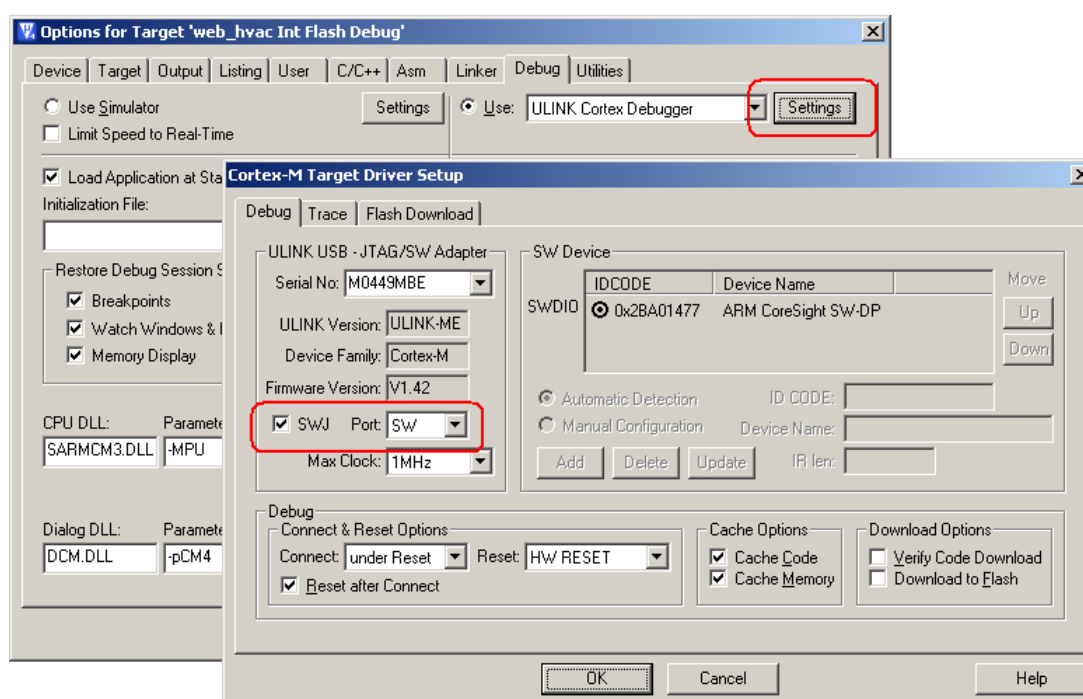 Options for Target 'web_hvac Int Flash Debug'
Device Target Output Listing User C/C++ Asm Linker Debug Utilities
Use Simulator Settings Use: ULINK Cortex Debugger Settings
Limit Speed to Real-Time
Load Application at Sta
Initialization File:
Restore Debug Session S
Breakpoints
Watch Windows &
Memory Display
CPU DLL: Paramete
SARMCM3.DLL -MPU
Dialog DLL: Paramete
DCM.DLL -pCM4
Cortex-M Target Driver Setup
Debug Trace Flash Download
ULINK USB - JTAG/SW Adapter
Serial No: M0449MBE
ULINK Version: ULINK-ME
Device Family: Cortex-M
Firmware Version: V1.42
SWJ Port: SW
Max Clock: 1MHz
SW Device
IDCODE Device Name Move
SWDIO 0x2BA01477 ARM CoreSight SW-DP Up
Down
Automatic Detection ID CODE:
Manual Configuration Device Name:
Add Delete Update IR len:
Debug
Connect & Reset Options
Connect: under Reset Reset: HW RESET
Reset after Connect
Cache Options
Cache Code
Cache Memory
Download Options
Verify Code Download
Download to Flash
OK Cancel Help